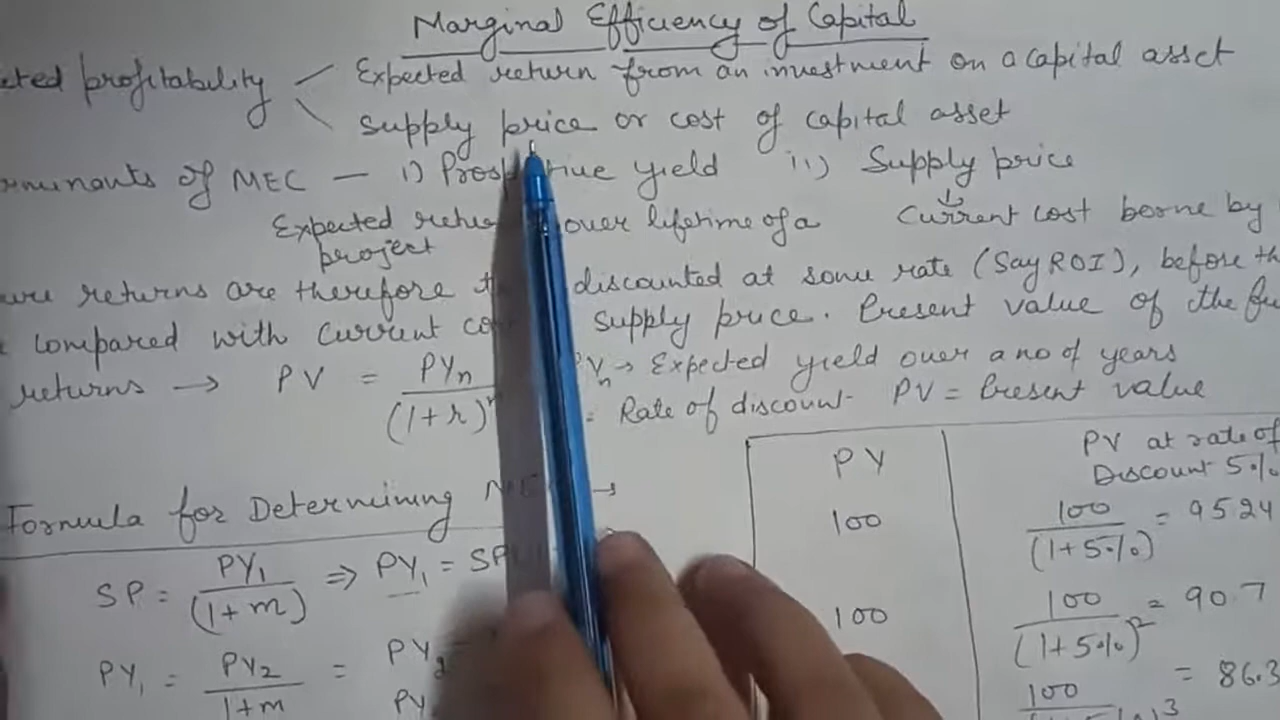 Marginal Efficiency of Capital
profitability Expected return from an investment on a capital asset
Supply price or cost of capital asset
of MEC — i) yield ii) Supply price
Expected over lifetime of a Current cost borne by
project
returns are therefore discounted at some rate (Say ROI), before
compared with Current supply price. Present value of the
returns → PV = PYn / (1+r) → Expected yield over a no of years
Rate of discount. PV = Present value
PY PV at rate of
Discount 5%
Formula for Determining →
100 100 / (1+5%) = 95.24
SP = PY1 / (1+m) ⇒ PY1 = SP
100 100 / (1+5%)² = 90.7
PY1 = PY2 / 1+m = PY
100 3 = 86.3